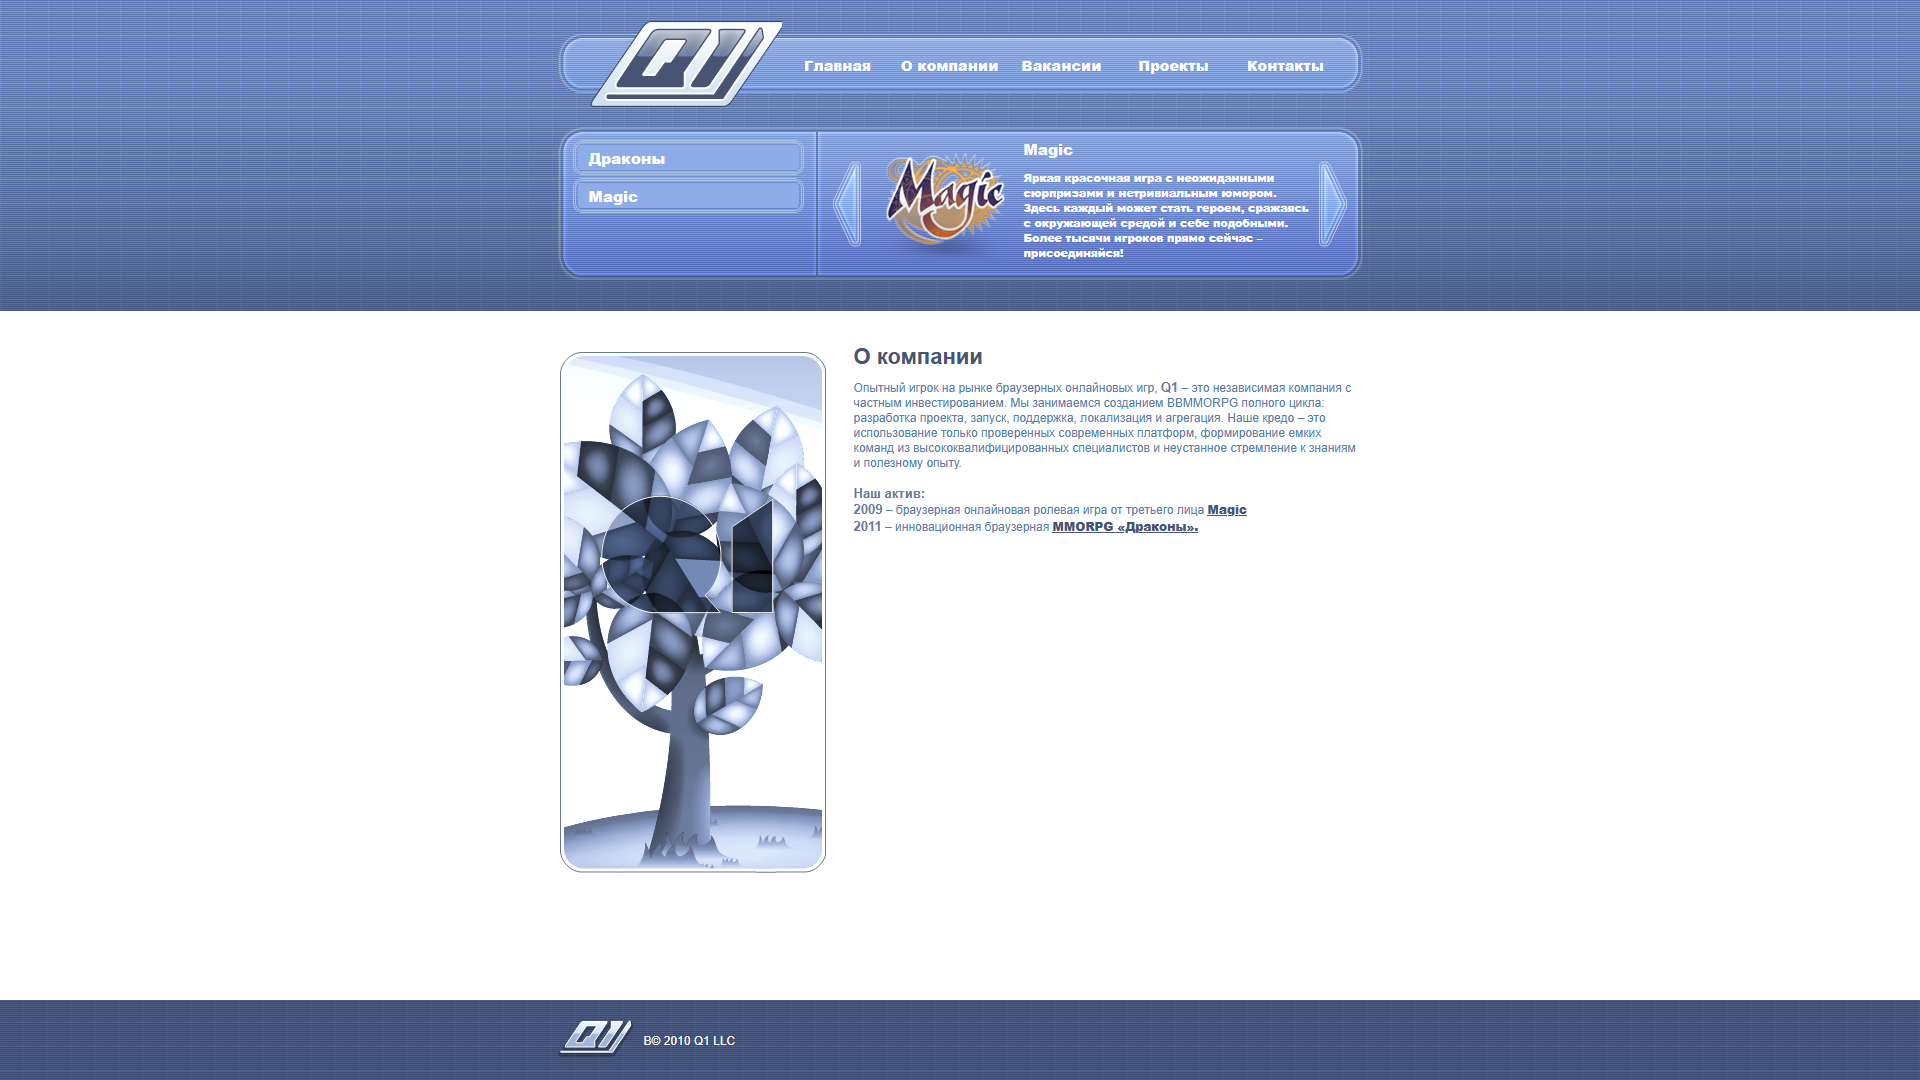 Q1
Главная
О компании
Вакансии
Проекты
Контакты
Драконы
Magic
Magic
Magic
Яркая красочная игра с неожиданными
сюрпризами и нетривиальным юмором.
Здесь каждый может стать героем, сражаясь
с окружающей средой и себе подобными.
Более тысячи игроков прямо сейчас –
присоединяйся!
Q1
О компании
Опытный игрок на рынке браузерных онлайновых игр, Q1 – это независимая компания с
частным инвестированием. Мы занимаемся созданием BBMMORPG полного цикла:
разработка проекта, запуск, поддержка, локализация и агрегация. Наше кредо – это
использование только проверенных современных платформ, формирование емких
команд из высококвалифицированных специалистов и неустанное стремление к знаниям
и полезному опыту.
Наш актив:
2009 – браузерная онлайновая ролевая игра от третьего лица Magic
2011 – инновационная браузерная MMORPG «Драконы».
Q1
В© 2010 Q1 LLC